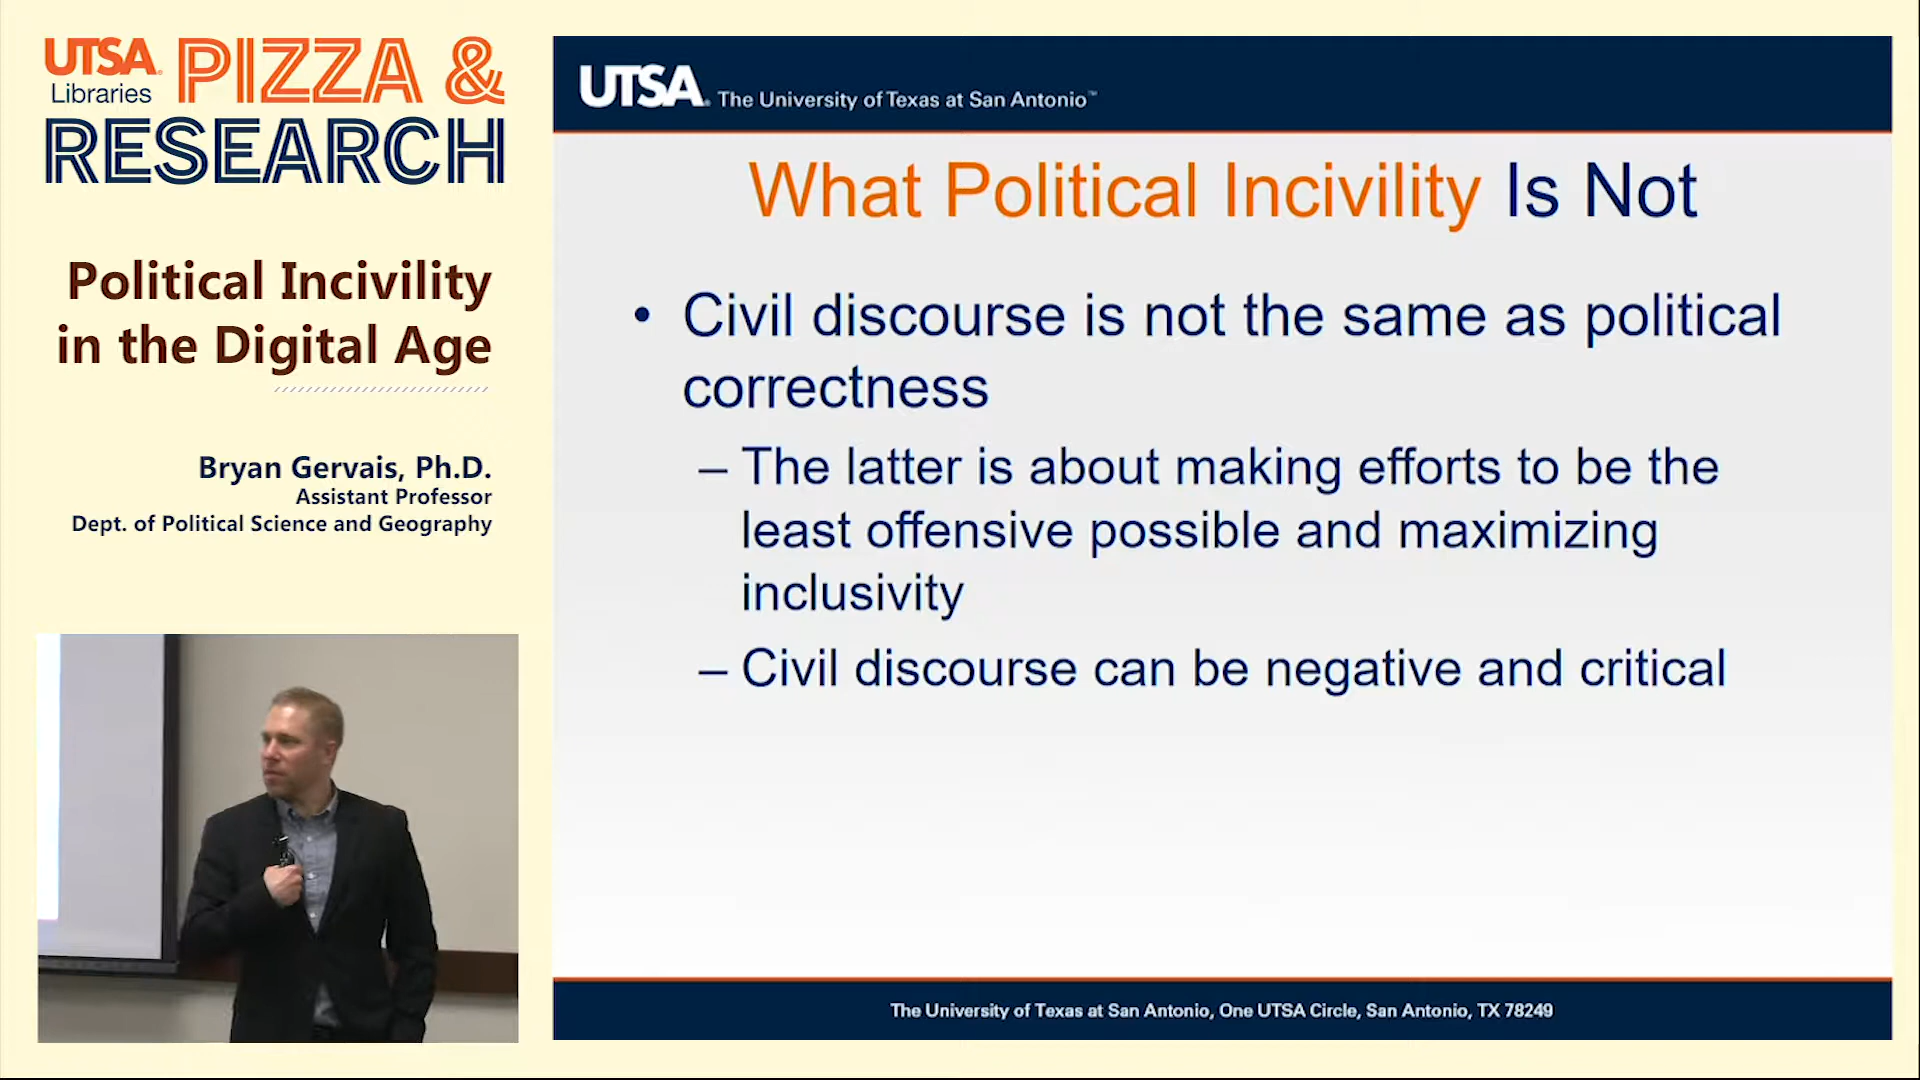 UTSA Libraries PIZZA &
RESEARCH
Political Incivility
in the Digital Age
Bryan Gervais, Ph.D.
Assistant Professor
Dept. of Political Science and Geography
UTSA. The University of Texas at San Antonio™
What Political Incivility Is Not
• Civil discourse is not the same as political
correctness
– The latter is about making efforts to be the
least offensive possible and maximizing
inclusivity
– Civil discourse can be negative and critical
The University of Texas at San Antonio, One UTSA Circle, San Antonio, TX 78249